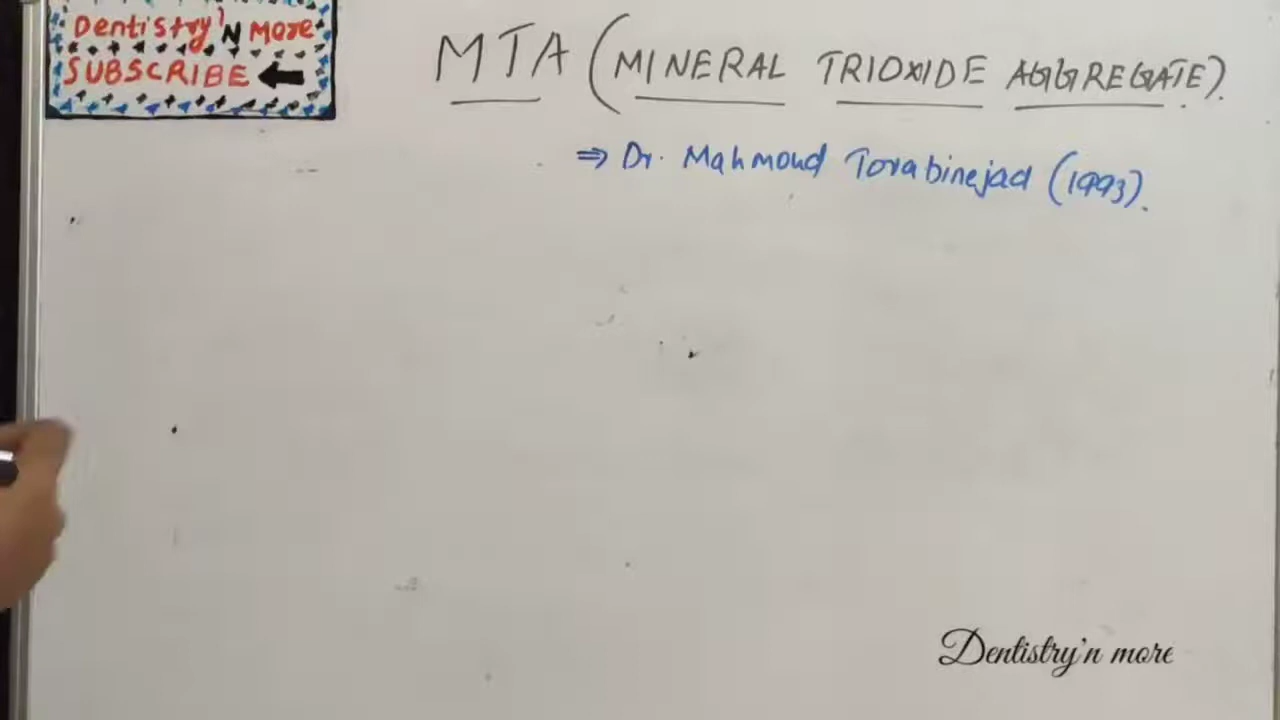 Dentistry'N More
SUBSCRIBE
MTA (MINERAL TRIOXIDE AGGREGATE).
⇒ Dr. Mahmoud Torabinejad (1993).
Dentistry'n more